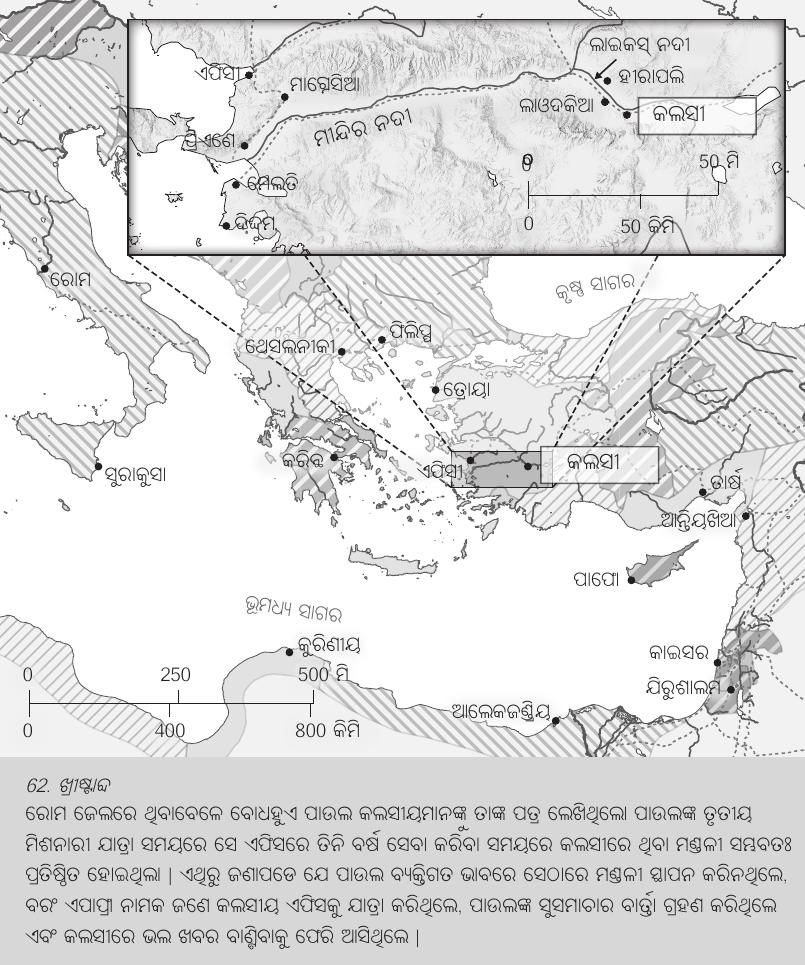 ଲାଇକସ୍ ନଦୀ
ଏଫିସୀ
ହୀରାପଲି
ମାଗ୍ନେସିଆ
ଲାଓଦକିଆ
କଲସୀ
ମୀନ୍ଦିର ନଦୀ
ପ୍ରିଏଣେ
0
50 ମି
ମେଲିତି
ଦିଦ୍ଦୁମ
0
50 କିମି
ରୋମ
କୃଷ୍ଣ ସାଗର
ଫିଲିପ୍ପ
ଥେସଲନୀକୀ
ତ୍ରୋୟା
କରିନ୍ଥ
ଏଫିସୀ
କଲସୀ
ସୁରାକୁସା
ତାର୍ଷ
ଆନ୍ତିୟଖିଆ
ପାଫୋ
ଭୂମଧ୍ୟ ସାଗର
କୁରିଣୀୟ
କାଇସର
0
250
500 ମି
ଯିରୁଶାଲମ
ଆଲେକଜଣ୍ଡ୍ରିୟ
0
400
800 କିମି
62. ଖ୍ରୀଷ୍ଟାବ୍ଦ
ରୋମ ଜେଲରେ ଥିବାବେଳେ ବୋଧହୁଏ ପାଉଲ କଲସୀୟମାନଙ୍କୁ ତାଙ୍କ ପତ୍ର ଲେଖିଥିଲେ। ପାଉଲଙ୍କ ତୃତୀୟ
ମିଶନାରୀ ଯାତ୍ରା ସମୟରେ ସେ ଏଫିସରେ ତିନି ବର୍ଷ ସେବା କରିବା ସମୟରେ କଲସୀରେ ଥିବା ମଣ୍ଡଳୀ ସମ୍ଭବତଃ
ପ୍ରତିଷ୍ଠିତ ହୋଇଥିଲା | ଏଥିରୁ ଜଣାପଡେ ଯେ ପାଉଲ ବ୍ୟକ୍ତିଗତ ଭାବରେ ସେଠାରେ ମଣ୍ଡଳୀ ସ୍ଥାପନ କରିନଥିଲେ,
ବରଂ ଏପାଫ୍ରା ନାମକ ଜଣେ କଲସୀୟ ଏଫିସକୁ ଯାତ୍ରା କରିଥିଲେ, ପାଉଲଙ୍କ ସୁସମାଚାର ବାର୍ତ୍ତା ଗ୍ରହଣ କରିଥିଲେ
ଏବଂ କଲସୀରେ ଭଲ ଖବର ବାଣ୍ଟିବାକୁ ଫେରି ଆସିଥିଲେ |